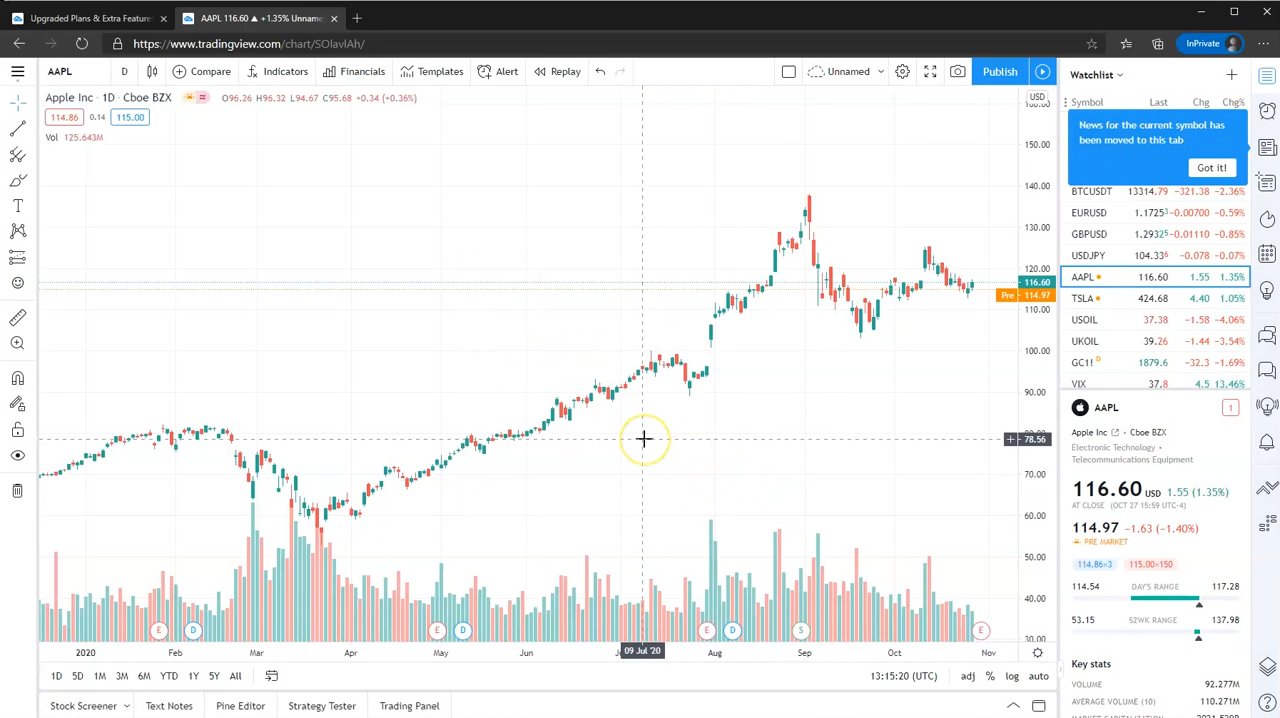 Upgraded Plans & Extra Feature
AAPL 116.60 ▲ +1.35% Unname
https://www.tradingview.com/chart/SOIavIAh/
InPrivate
AAPL D Compare Indicators Financials Templates Alert Replay Unnamed Publish
Apple Inc · 1D · Cboe BZX O96.26 H96.32 L94.67 C95.68 +0.34 (+0.36%)
114.86 0.14 115.00
Vol 125.643M
USD
150.00
140.00
130.00
120.00
116.60
Pre 114.97
110.00
100.00
90.00
78.56
70.00
60.00
50.00
40.00
30.00
E D E D E D S E
2020 Feb Mar Apr May Jun 09 Jul '20 Aug Sep Oct Nov
1D 5D 1M 3M 6M YTD 1Y 5Y All
13:15:20 (UTC) adj % log auto
Stock Screener Text Notes Pine Editor Strategy Tester Trading Panel
Watchlist
Symbol Last Chg Chg%
News for the current symbol has
been moved to this tab
Got it!
BTCUSDT 13314.79 -321.38 -2.36%
EURUSD 1.17253 -0.00700 -0.59%
GBPUSD 1.29325 -0.01110 -0.85%
USDJPY 104.336 -0.078 -0.07%
AAPL 116.60 1.55 1.35%
TSLA 424.68 4.40 1.05%
USOIL 37.38 -1.58 -4.06%
UKOIL 39.26 -1.44 -3.54%
GC1! D 1879.6 -32.3 -1.69%
VIX 37.8 4.5 13.46%
AAPL 1
Apple Inc · Cboe BZX
Electronic Technology •
Telecommunications Equipment
116.60 USD 1.55 (1.35%)
AT CLOSE (OCT 27 15:59 UTC-4)
114.97 −1.63 (−1.40%)
PRE MARKET
114.86×3 115.00×150
114.54 DAY'S RANGE 117.28
53.15 52WK RANGE 137.98
Key stats
VOLUME 92.277M
AVERAGE VOLUME (10) 110.271M